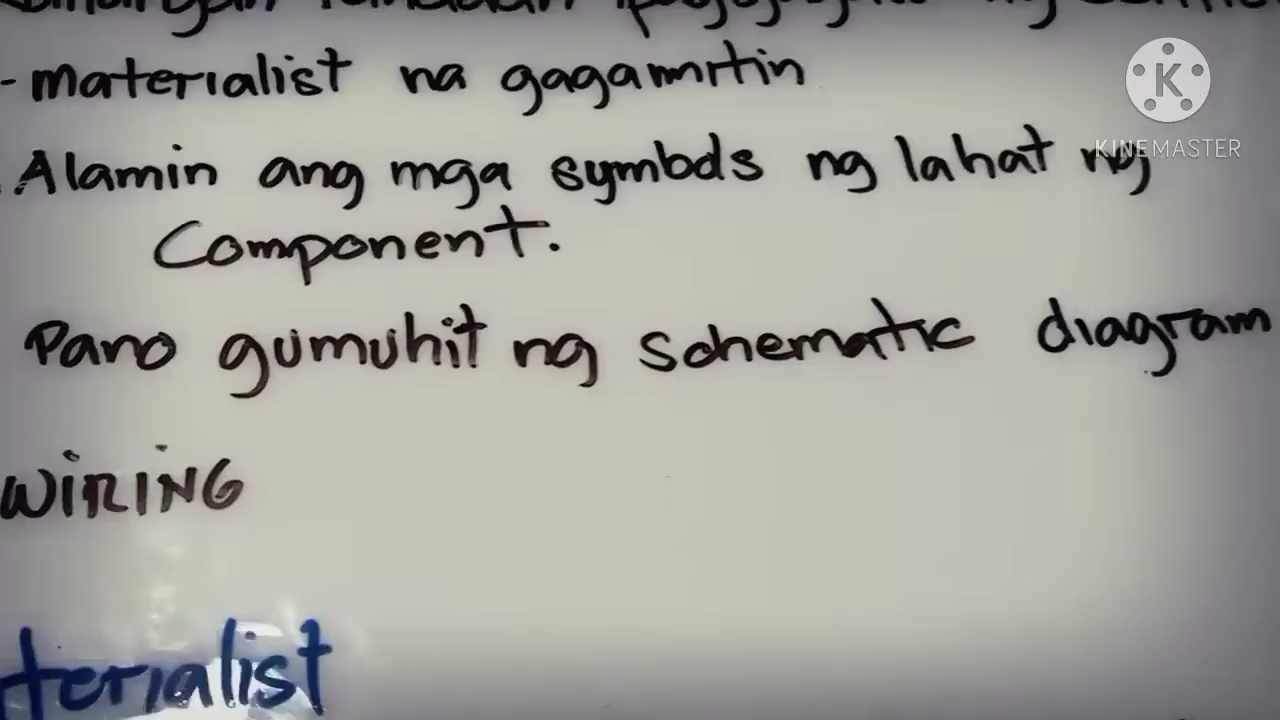 - materialist na gagamitin
K
KINEMASTER
Alamin ang mga symbols ng lahat ng
Component.
Pano gumuhit ng schematic diagram
WIRING
terialist